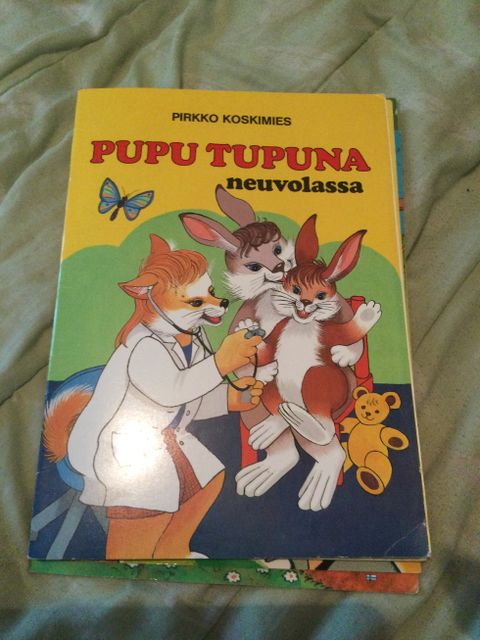 PIRKKO KOSKIMIES
PUPU TUPUNA
neuvolassa